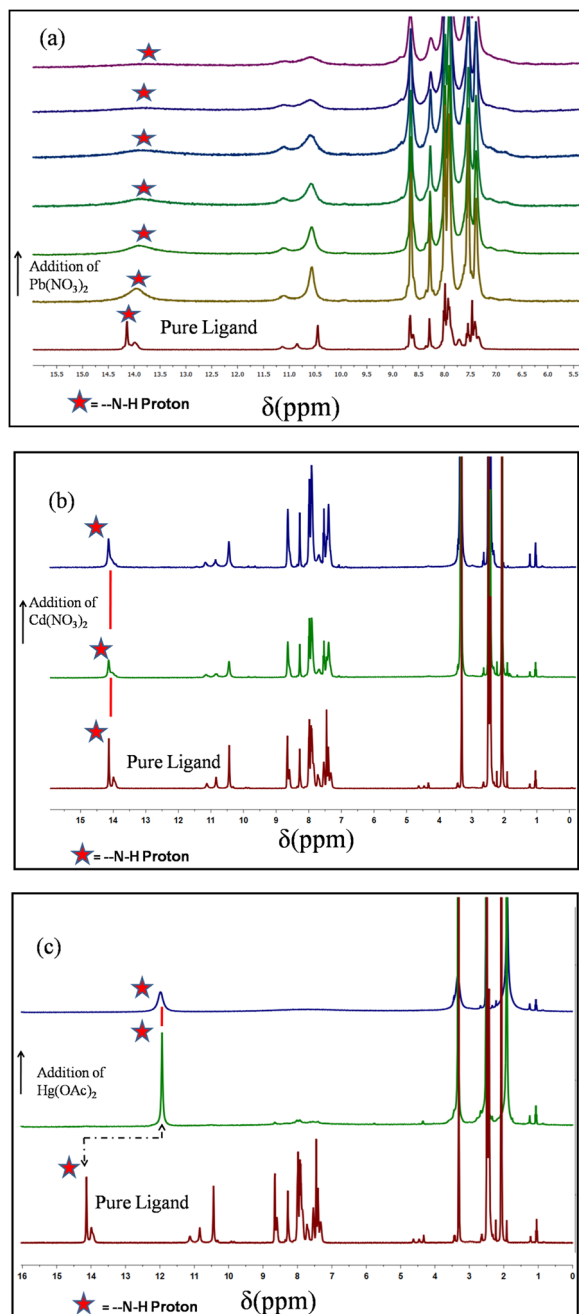 (a)
Addition of
Pb(NO3)2
Pure Ligand
15.5 15.0 14.5 14.0 13.5 13.0 12.5 12.0 11.5 11.0 10.5 10.0 9.5 9.0 8.5 8.0 7.5 7.0 6.5 6.0 5.5
δ(ppm)
= --N-H Proton
(b)
Addition of
Cd(NO3)2
Pure Ligand
15 14 13 12 11 10 9 8 7 6 5 4 3 2 1 0
δ(ppm)
= --N-H Proton
(c)
Addition of
Hg(OAc)2
Pure Ligand
16 15 14 13 12 11 10 9 8 7 6 5 4 3 2 1 0
δ(ppm)
= --N-H Proton